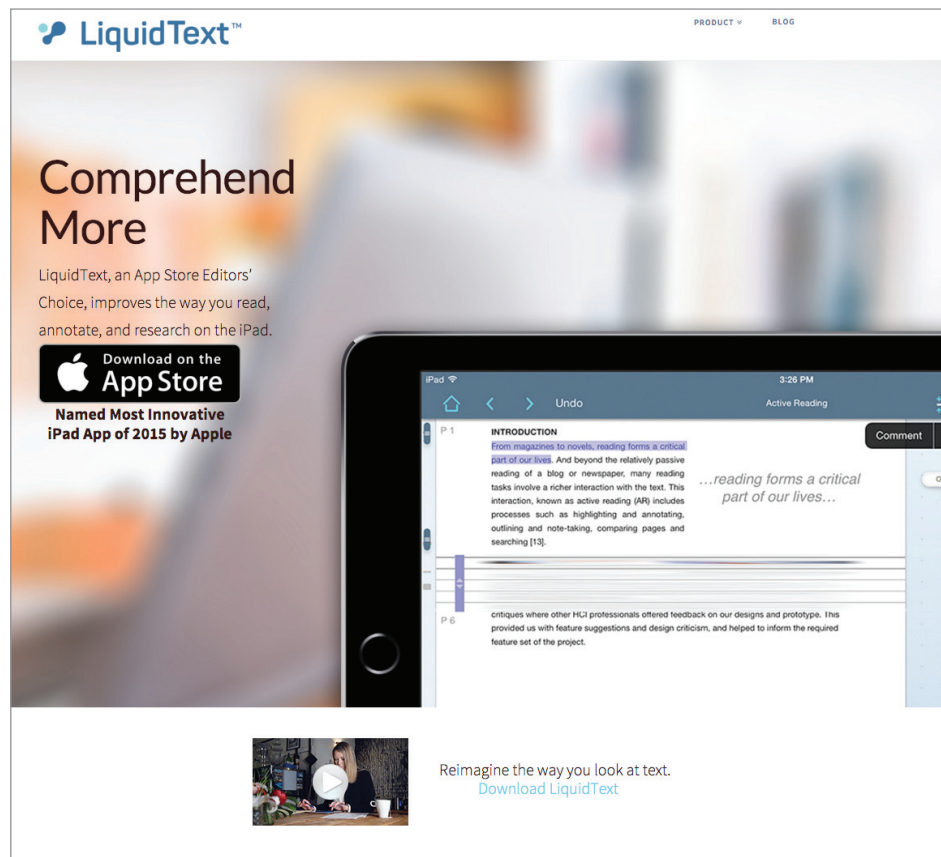 LiquidText™
PRODUCT BLOG
Comprehend
More
LiquidText, an App Store Editors'
Choice, improves the way you read,
annotate, and research on the iPad.
Download on the
App Store
Named Most Innovative
iPad App of 2015 by Apple
iPad 3:26 PM
Undo Active Reading
P 1
INTRODUCTION
From magazines to novels, reading forms a critical
part of our lives. And beyond the relatively passive
reading of a blog or newspaper, many reading
tasks involve a richer interaction with the text. This
interaction, known as active reading (AR) includes
processes such as highlighting and annotating,
outlining and note-taking, comparing pages and
searching [13].
...reading forms a critical
part of our lives...
Comment
P 6
critiques where other HCI professionals offered feedback on our designs and prototype. This
provided us with feature suggestions and design criticism, and helped to inform the required
feature set of the project.
Reimagine the way you look at text.
Download LiquidText